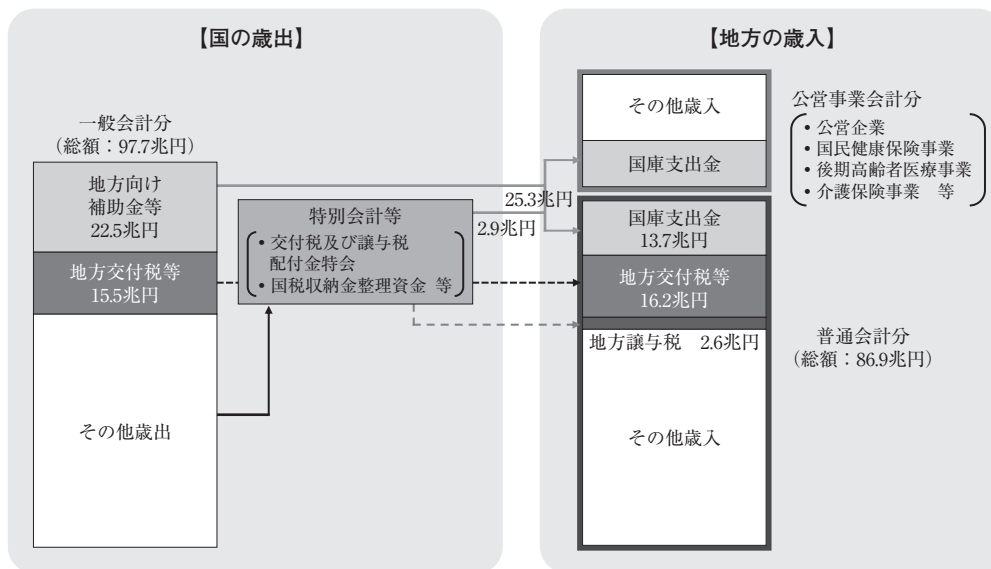 【国の歳出】
一般会計分
(総額：97.7兆円)
地方向け
補助金等
22.5兆円
地方交付税等
15.5兆円
その他歳出
特別会計等
• 交付税及び譲与税
配付金特会
• 国税収納金整理資金 等
25.3兆円
2.9兆円
【地方の歳入】
その他歳入
国庫支出金
公営事業会計分
• 公営企業
• 国民健康保険事業
• 後期高齢者医療事業
• 介護保険事業 等
国庫支出金
13.7兆円
地方交付税等
16.2兆円
地方譲与税 2.6兆円
その他歳入
普通会計分
(総額：86.9兆円)